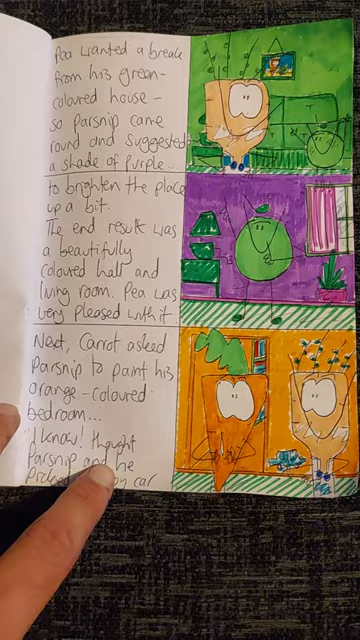 Pea wanted a break
from his green-
coloured house -
so Parsnip came
round and suggested
a shade of purple...
to brighten the place
up a bit.
The end result was
a beautifully
coloured hall and
living room. Pea was
very pleased with it
Next, Carrot asked
Parsnip to paint his
orange-coloured
bedroom...
"I know! thought
Parsnip and he
car